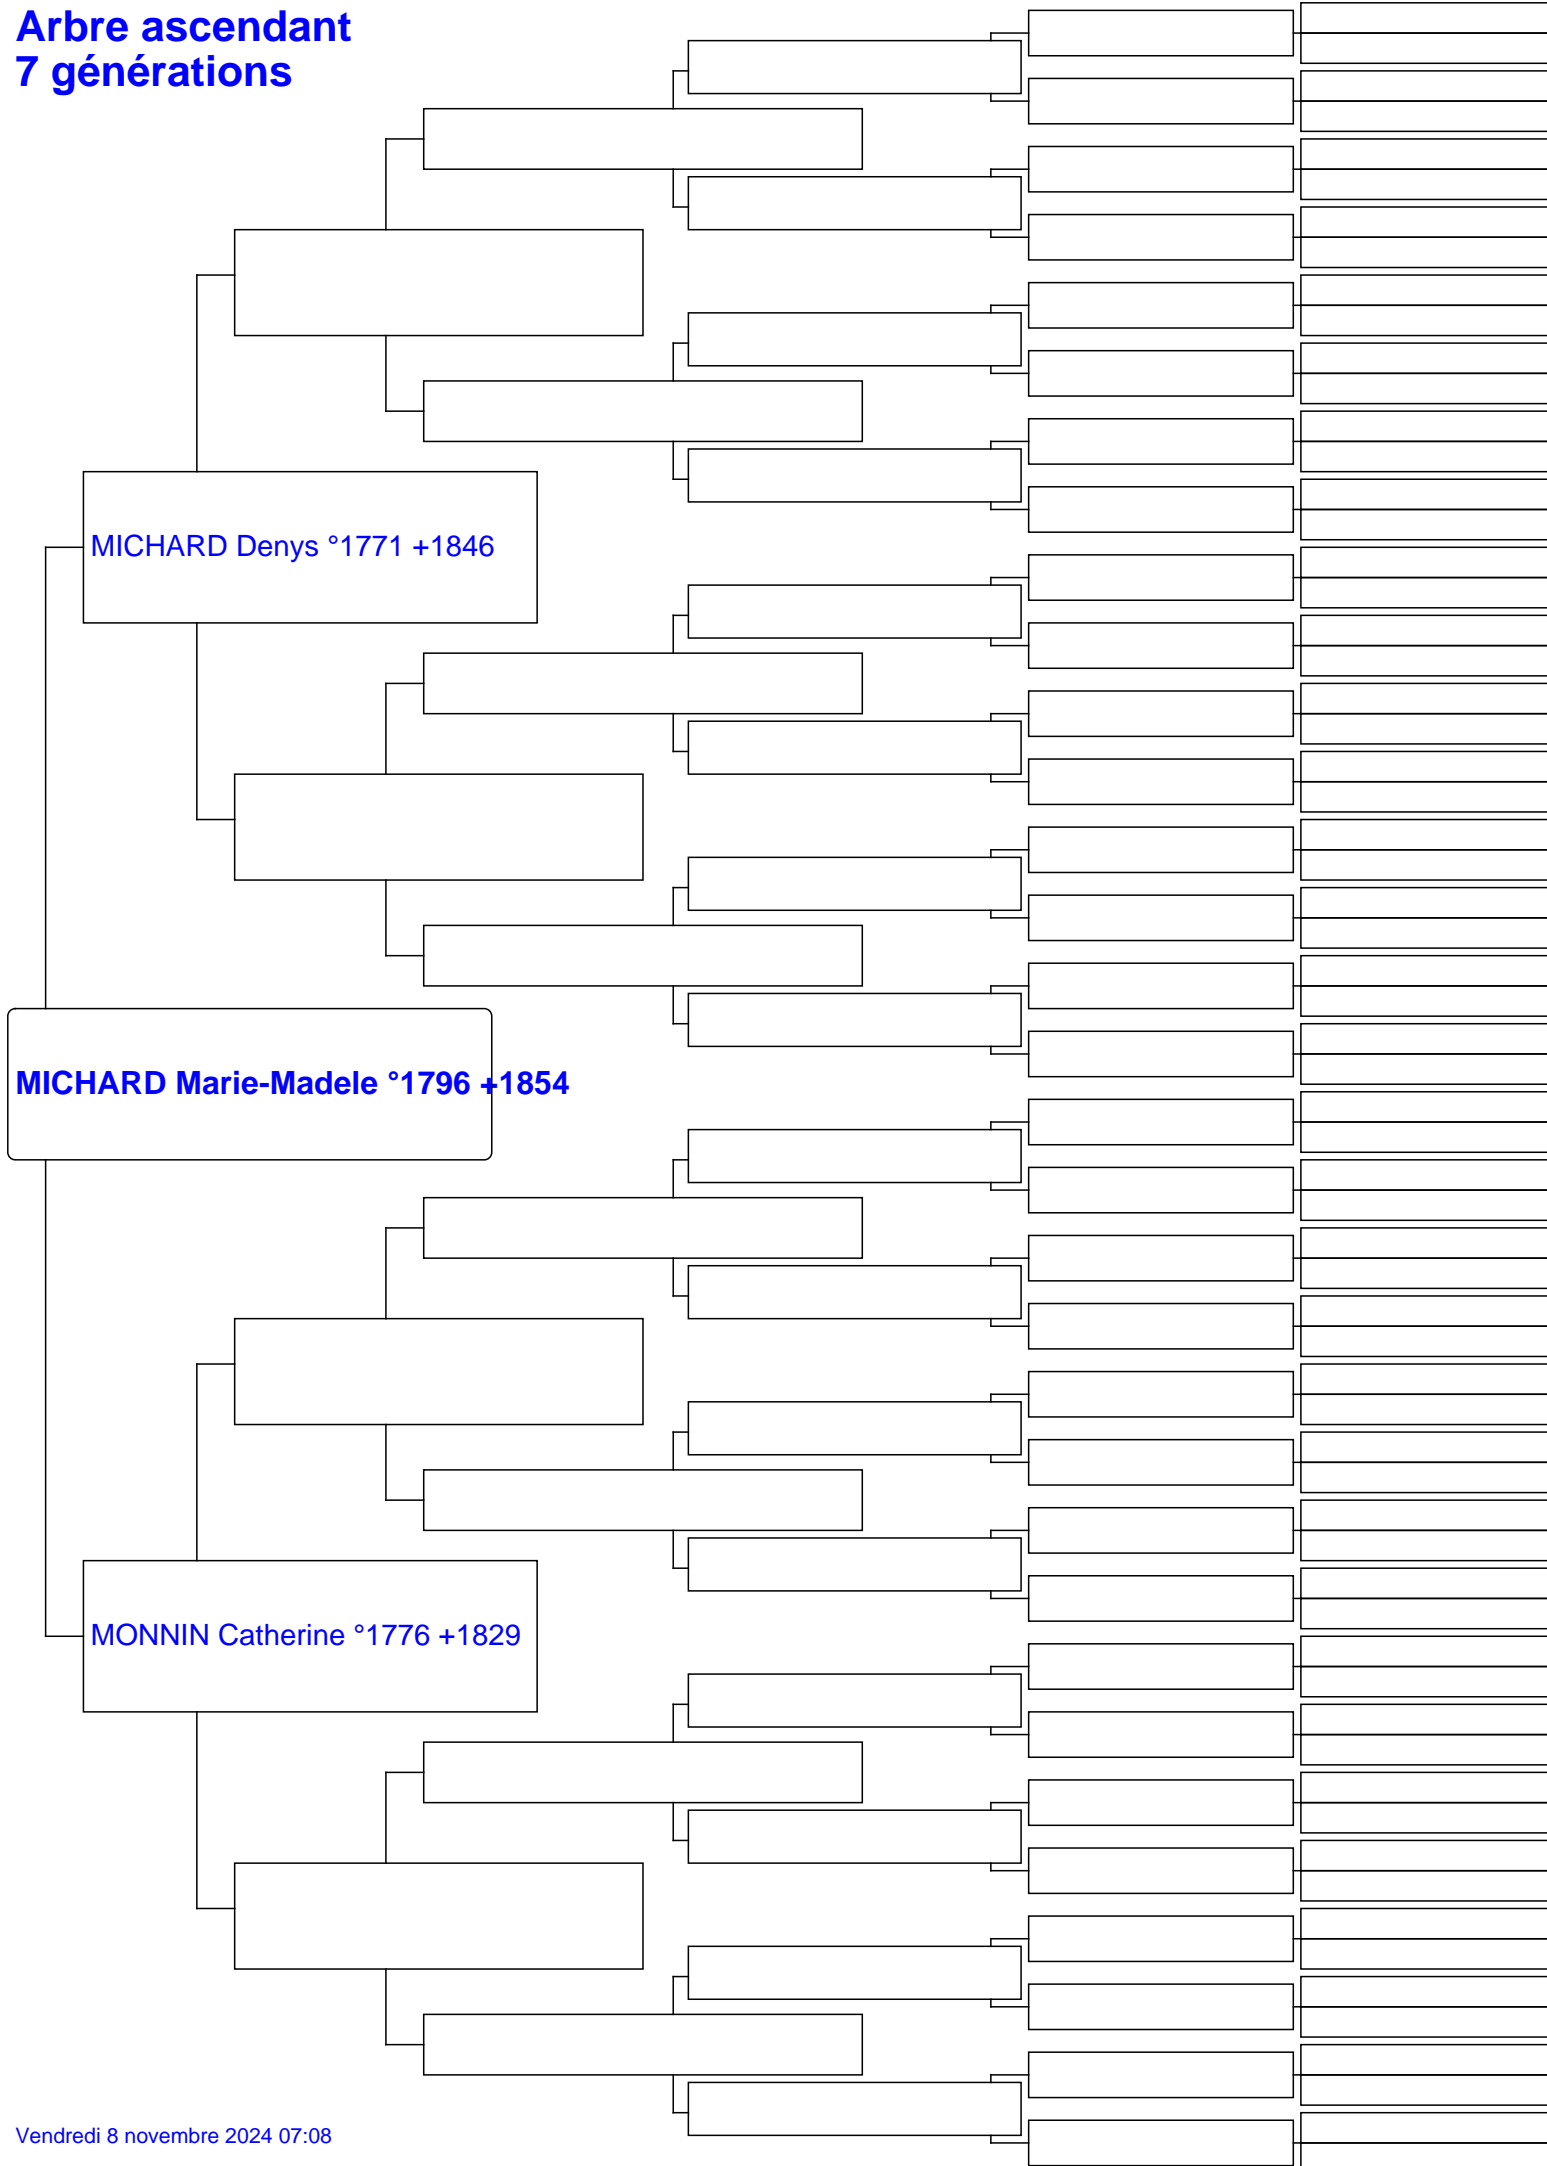 Arbre ascendant
7 générations
MICHARD Denys °1771 +1846
MICHARD Marie-Madele °1796 +1854
MONNIN Catherine °1776 +1829
Vendredi 8 novembre 2024 07:08